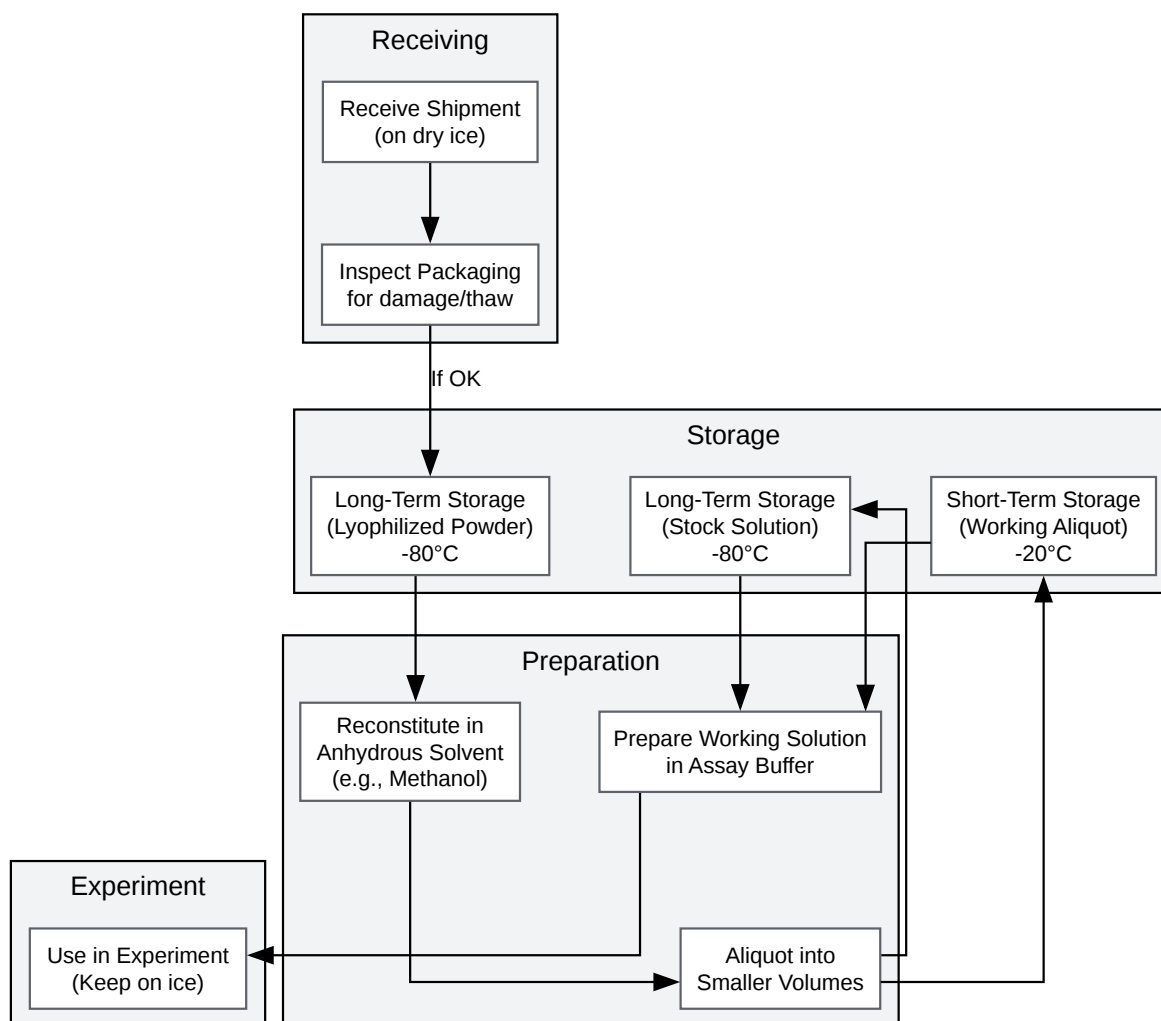 Receiving
Receive Shipment
(on dry ice)
Inspect Packaging
for damage/thaw
If OK
Storage
Long-Term Storage
(Lyophilized Powder)
-80°C
Long-Term Storage
(Stock Solution)
-80°C
Short-Term Storage
(Working Aliquot)
-20°C
Preparation
Reconstitute in
Anhydrous Solvent
(e.g., Methanol)
Prepare Working Solution
in Assay Buffer
Experiment
Use in Experiment
(Keep on ice)
Aliquot into
Smaller Volumes